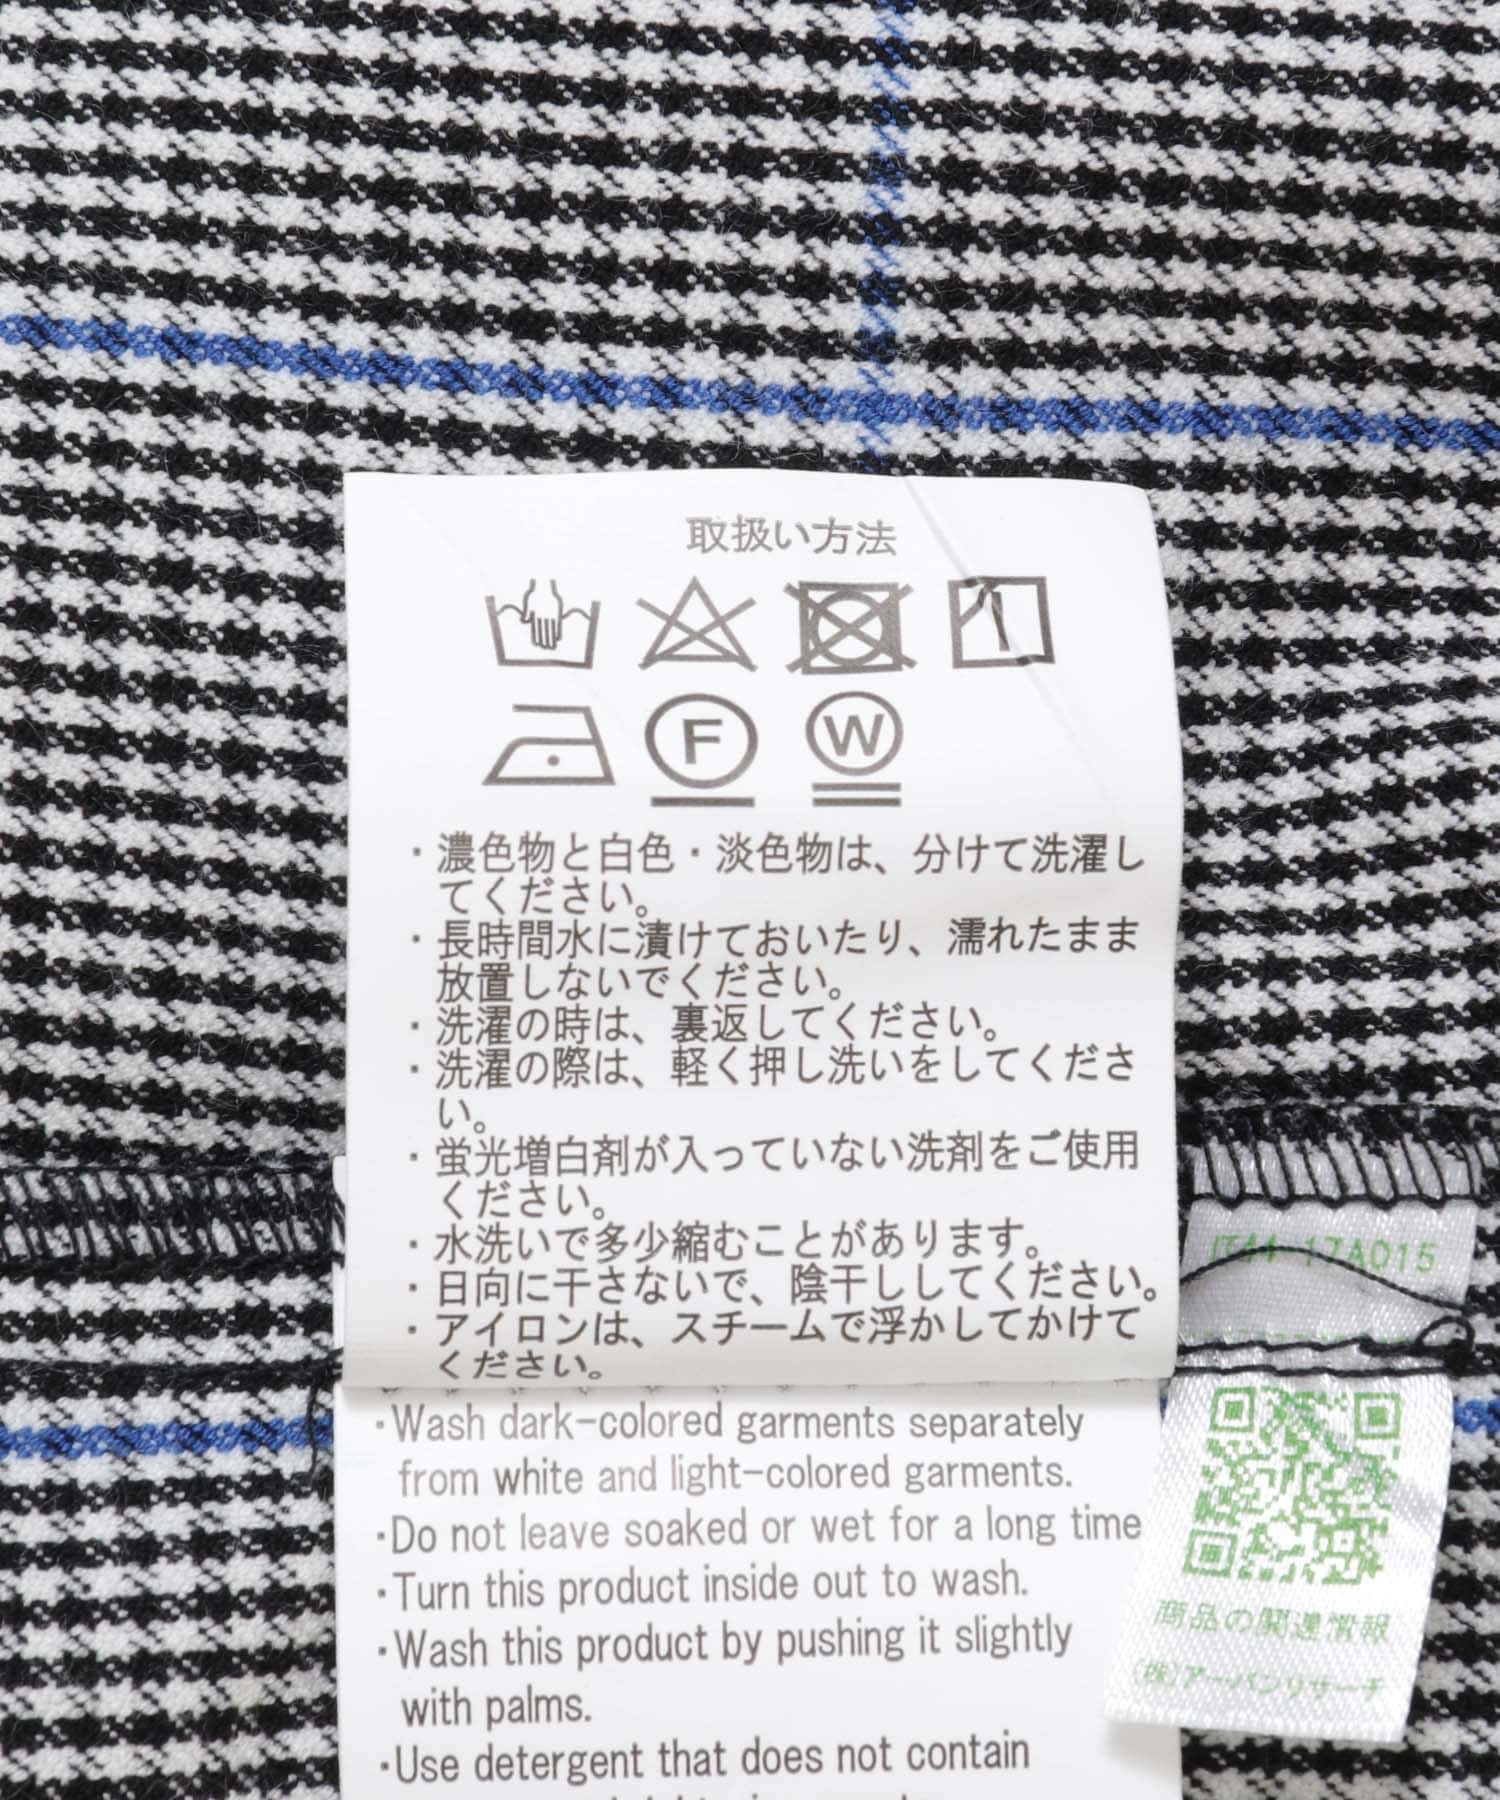 取扱い方法
F
W
・濃色物と白色・淡色物は、分けて洗濯し
てください。
・長時間水に漬けておいたり、濡れたまま
放置しないでください。
・洗濯の時は、裏返してください。
・洗濯の際は、軽く押し洗いをしてくださ
い。
・蛍光増白剤が入っていない洗剤をご使用
ください。
・水洗いで多少縮むことがあります。
・日向に干さないで、陰干ししてください。
・アイロンは、スチームで浮かしてかけて
ください。
・Wash dark-colored garments separately
from white and light-colored garments.
・Do not leave soaked or wet for a long time
・Turn this product inside out to wash.
・Wash this product by pushing it slightly
with palms.
・Use detergent that does not contain
17A015
商品の関連情報
(株)アーバンリサーチ